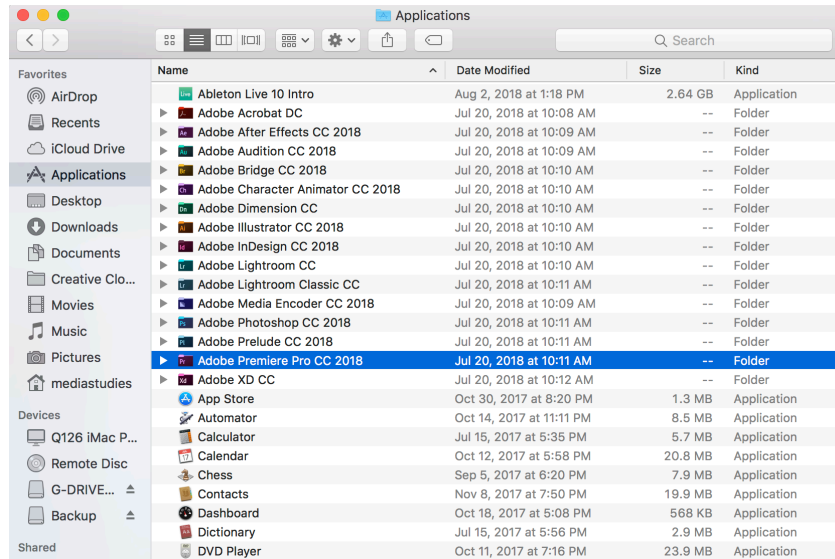 Applications
Search
Favorites
AirDrop
Recents
iCloud Drive
Applications
Desktop
Downloads
Documents
Creative Clo...
Movies
Music
Pictures
mediastudies
Devices
Q126 iMac P...
Remote Disc
G-DRIVE...
Backup
Shared
Name Date Modified Size Kind
Ableton Live 10 Intro Aug 2, 2018 at 1:18 PM 2.64 GB Application
Adobe Acrobat DC Jul 20, 2018 at 10:08 AM -- Folder
Adobe After Effects CC 2018 Jul 20, 2018 at 10:09 AM -- Folder
Adobe Audition CC 2018 Jul 20, 2018 at 10:09 AM -- Folder
Adobe Bridge CC 2018 Jul 20, 2018 at 10:10 AM -- Folder
Adobe Character Animator CC 2018 Jul 20, 2018 at 10:10 AM -- Folder
Adobe Dimension CC Jul 20, 2018 at 10:10 AM -- Folder
Adobe Illustrator CC 2018 Jul 20, 2018 at 10:10 AM -- Folder
Adobe InDesign CC 2018 Jul 20, 2018 at 10:10 AM -- Folder
Adobe Lightroom CC Jul 20, 2018 at 10:10 AM -- Folder
Adobe Lightroom Classic CC Jul 20, 2018 at 10:11 AM -- Folder
Adobe Media Encoder CC 2018 Jul 20, 2018 at 10:09 AM -- Folder
Adobe Photoshop CC 2018 Jul 20, 2018 at 10:11 AM -- Folder
Adobe Prelude CC 2018 Jul 20, 2018 at 10:11 AM -- Folder
Adobe Premiere Pro CC 2018 Jul 20, 2018 at 10:11 AM -- Folder
Adobe XD CC Jul 20, 2018 at 10:12 AM -- Folder
App Store Oct 30, 2017 at 8:20 PM 1.3 MB Application
Automator Oct 14, 2017 at 11:11 PM 8.5 MB Application
Calculator Jul 15, 2017 at 5:35 PM 5.7 MB Application
Calendar Oct 12, 2017 at 5:58 PM 20.8 MB Application
Chess Sep 5, 2017 at 6:20 PM 7.9 MB Application
Contacts Nov 8, 2017 at 7:50 PM 19.9 MB Application
Dashboard Oct 18, 2017 at 5:08 PM 568 KB Application
Dictionary Jul 15, 2017 at 5:56 PM 2.9 MB Application
DVD Player Oct 11, 2017 at 7:16 PM 23.9 MB Application